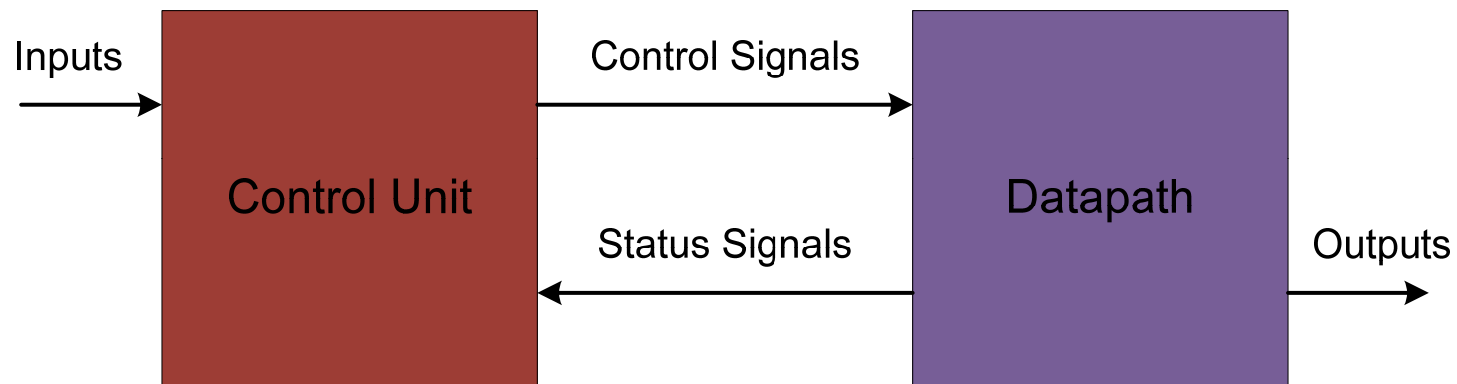 Inputs
Control Signals
Control Unit
Datapath
Status Signals
Outputs